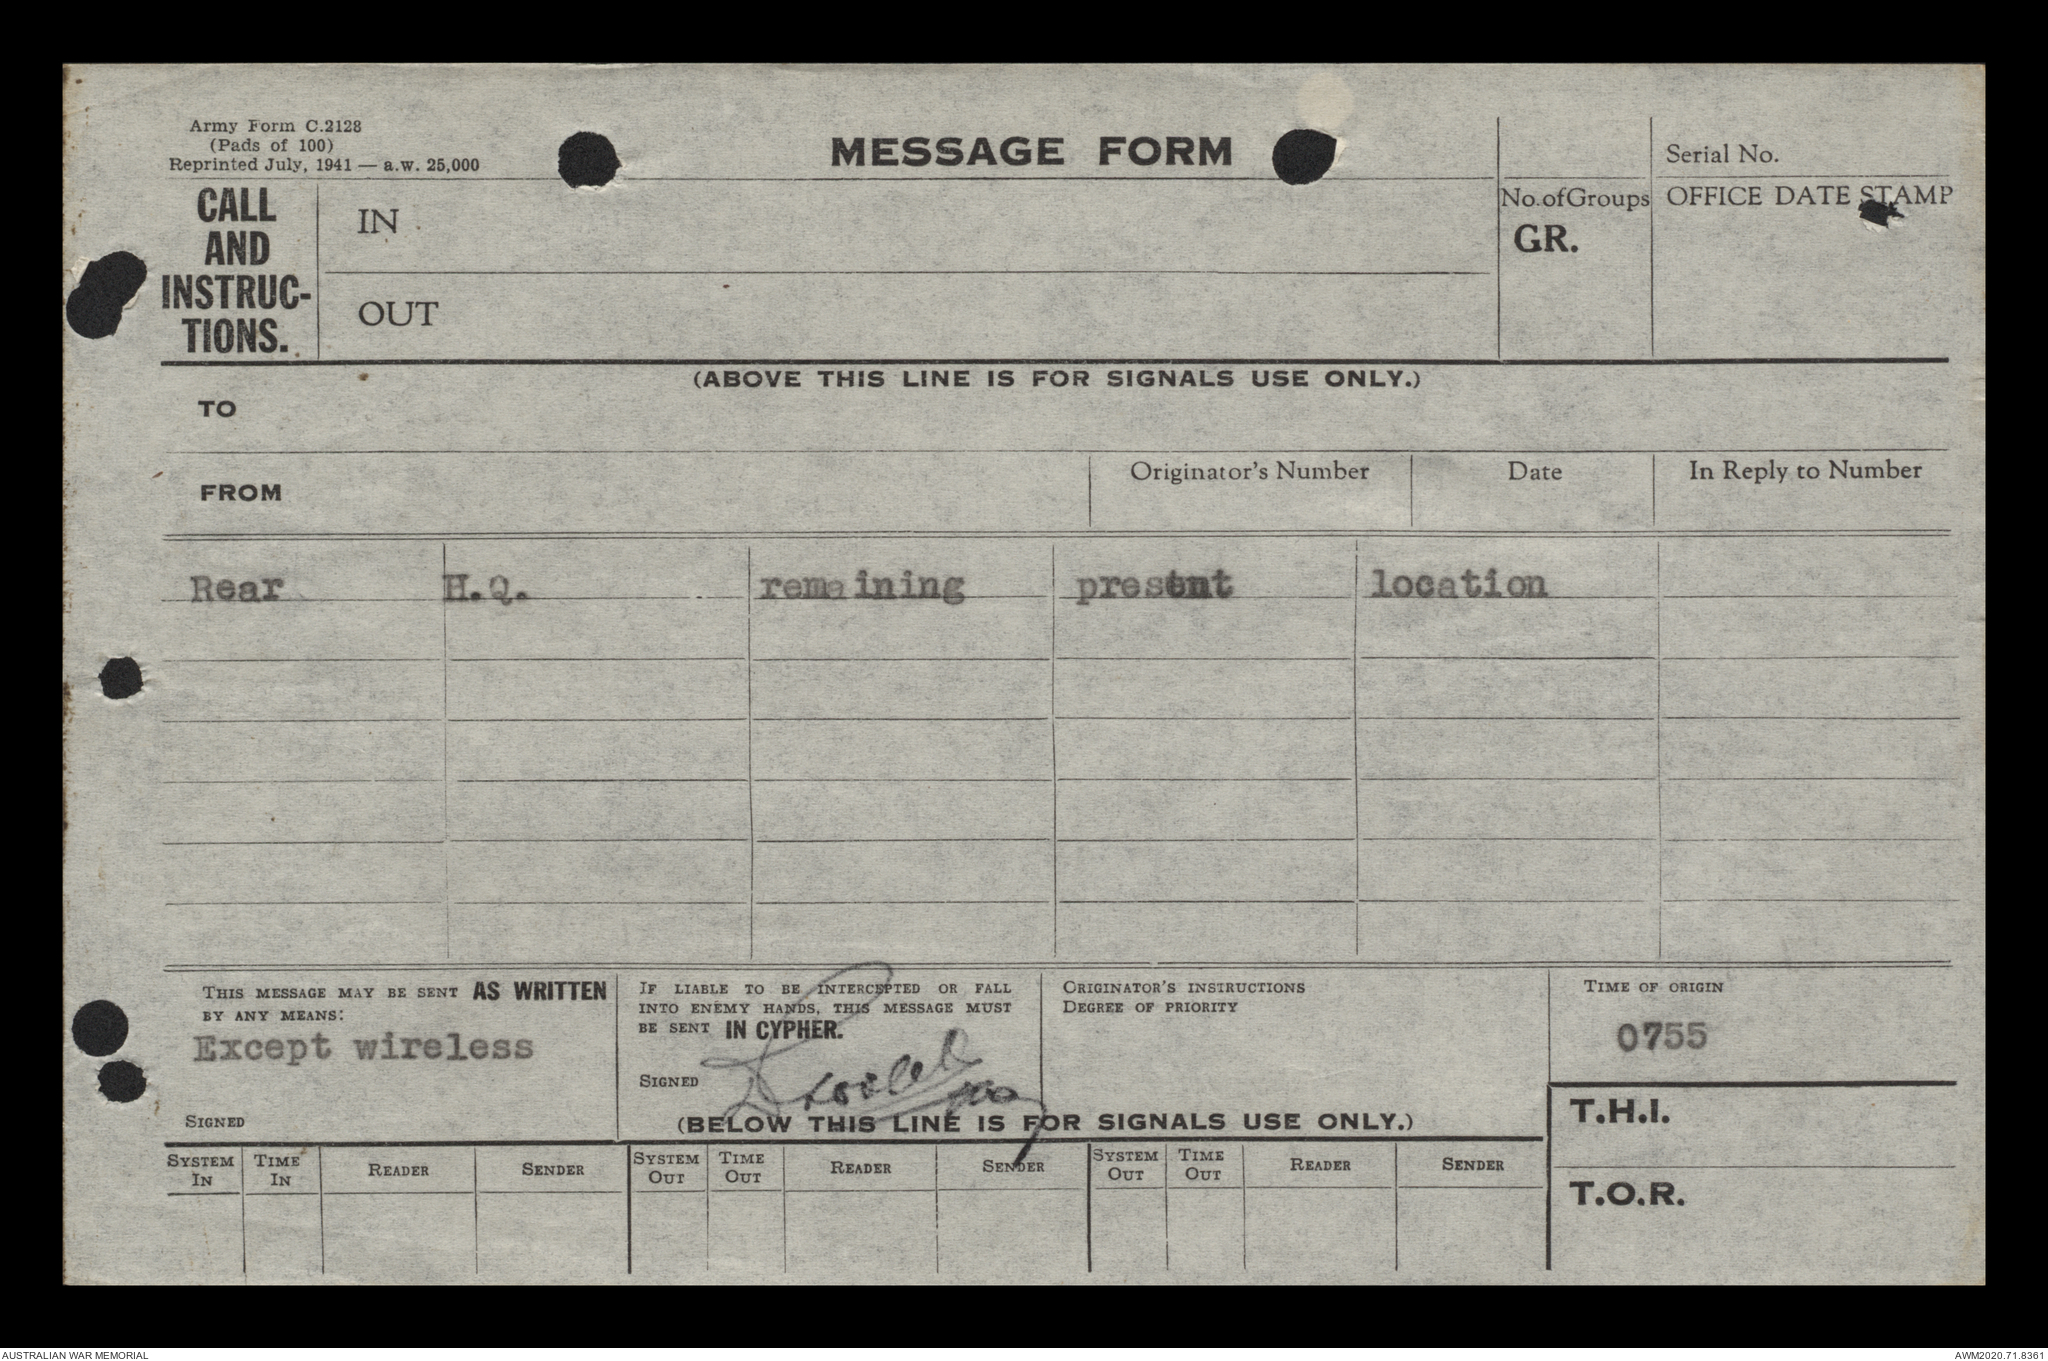 Army Form C.2128
(Pads of 100)
Reprinted July, 1941 — a.w. 25,000
MESSAGE FORM
Serial No.
CALL
AND
INSTRUC-
TIONS.
IN
OUT
No. of Groups
GR.
OFFICE DATE STAMP
(ABOVE THIS LINE IS FOR SIGNALS USE ONLY.)
TO
FROM
Originator's Number
Date
In Reply to Number
Rear H.Q. remaining present location
THIS MESSAGE MAY BE SENT AS WRITTEN
BY ANY MEANS:
Except wireless
SIGNED
IF LIABLE TO BE INTERCEPTED OR FALL
INTO ENEMY HANDS, THIS MESSAGE MUST
BE SENT IN CYPHER.
SIGNED
ORIGINATOR'S INSTRUCTIONS
DEGREE OF PRIORITY
TIME OF ORIGIN
0755
(BELOW THIS LINE IS FOR SIGNALS USE ONLY.)
T.H.I.
T.O.R.
SYSTEM IN
TIME IN
READER
SENDER
SYSTEM OUT
TIME OUT
READER
SENDER
SYSTEM OUT
TIME OUT
READER
SENDER
AUSTRALIAN WAR MEMORIAL
AWM2020.71.8361